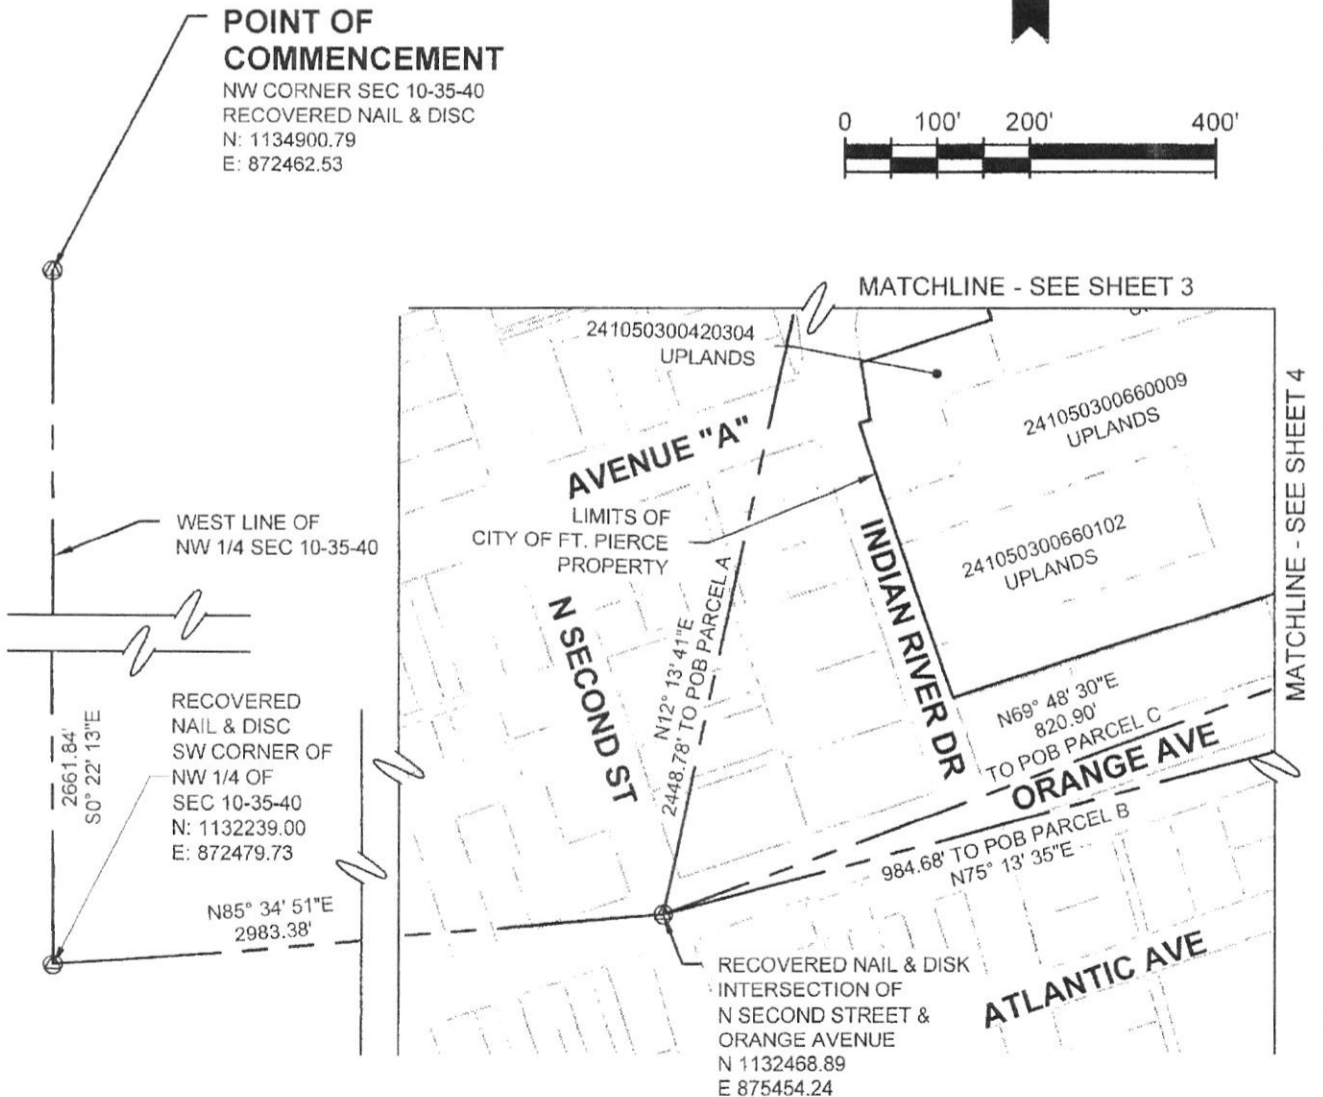 POINT OF
COMMENCEMENT
NW CORNER SEC 10-35-40
RECOVERED NAIL & DISC
N: 1134900.79
E: 872462.53
0 100' 200' 400'
MATCHLINE - SEE SHEET 3
241050300420304
UPLANDS
241050300660009
UPLANDS
MATCHLINE - SEE SHEET 4
AVENUE "A"
WEST LINE OF
NW 1/4 SEC 10-35-40
LIMITS OF
CITY OF FT. PIERCE
PROPERTY
241050300660102
UPLANDS
INDIAN RIVER DR
N SECOND ST
N12° 13' 41"E
2448.78' TO POB PARCEL A
2661.84'
S0° 22' 13"E
RECOVERED
NAIL & DISC
SW CORNER OF
NW 1/4 OF
SEC 10-35-40
N: 1132239.00
E: 872479.73
N69° 48' 30"E
820.90'
TO POB PARCEL C
ORANGE AVE
984.68' TO POB PARCEL B
N75° 13' 35"E
N85° 34' 51"E
2983.38'
RECOVERED NAIL & DISK
INTERSECTION OF
N SECOND STREET &
ORANGE AVENUE
N 1132468.89
E 875454.24
ATLANTIC AVE